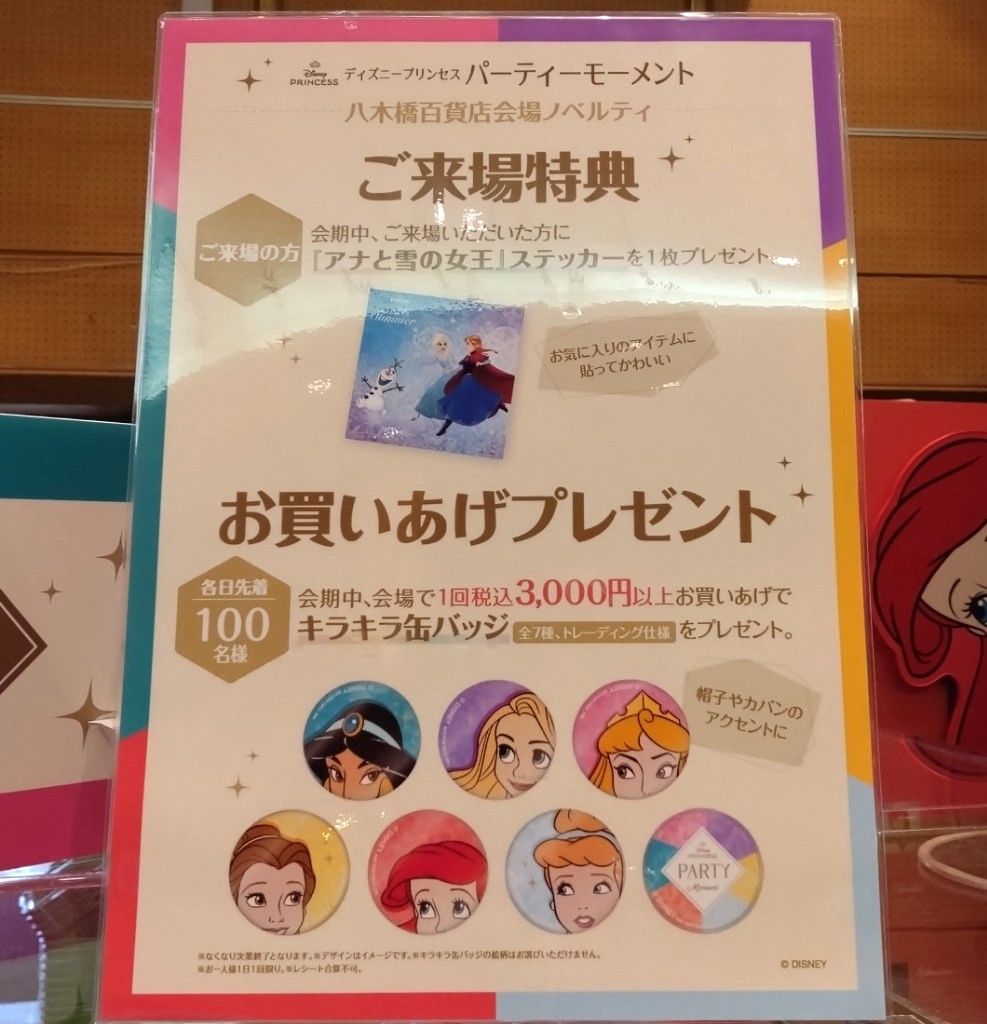 Disney
PRINCESS ディズニープリンセス パーティーモーメント
八木橋百貨店会場ノベルティ
ご来場特典
ご来場の方
会期中、ご来場いただいた方に
『アナと雪の女王』ステッカーを1枚プレゼント
お気に入りのアイテムに
貼ってかわいい
お買いあげプレゼント
各日先着
100
名様
会期中、会場で1回税込3,000円以上お買いあげで
キラキラ缶バッジ 全7種、トレーディング仕様 をプレゼント。
帽子やカバンの
アクセントに
Disney
PRINCESS
PARTY
Moment
※なくなり次第終了となります。※デザインはイメージです。※キラキラ缶バッジの絵柄はお選びいただけません。
※お一人様1日1回限り。※レシート合算不可。
© DISNEY